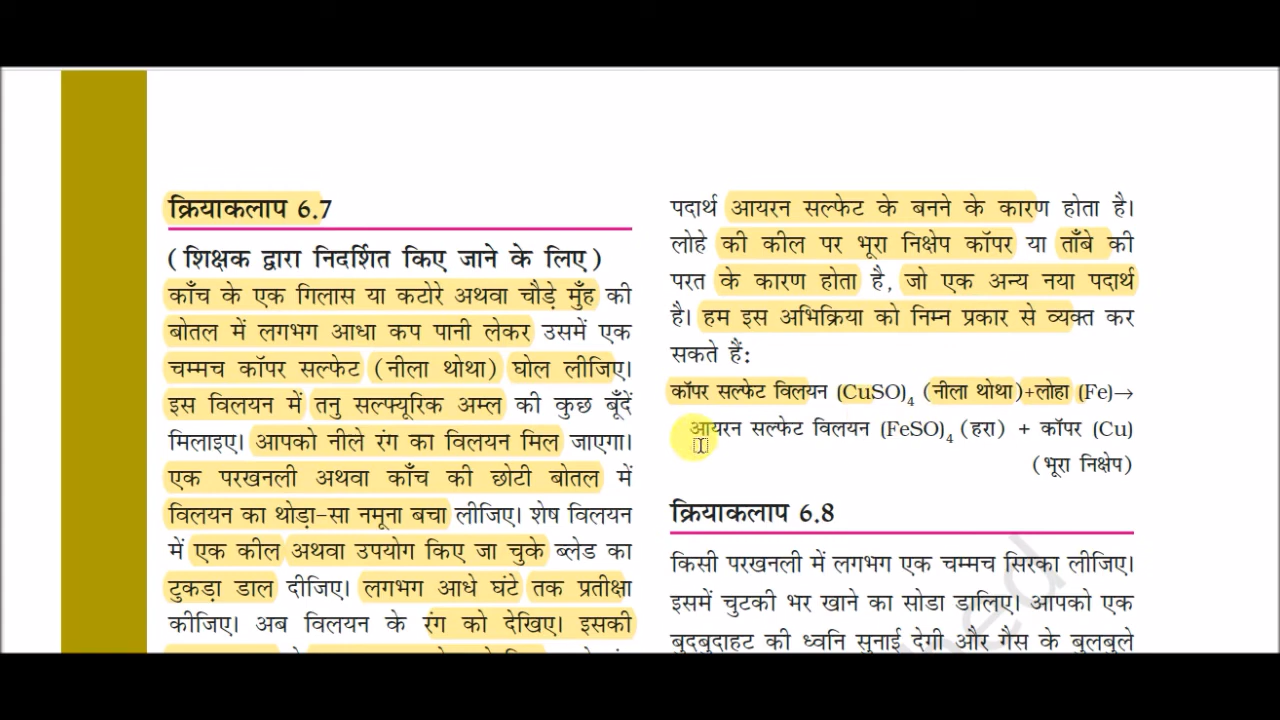 क्रियाकलाप 6.7
(शिक्षक द्वारा निदर्शित किए जाने के लिए)
काँच के एक गिलास या कटोरे अथवा चौड़े मुँह की
बोतल में लगभग आधा कप पानी लेकर उसमें एक
चम्मच कॉपर सल्फेट (नीला थोथा) घोल लीजिए।
इस विलयन में तनु सल्फ्यूरिक अम्ल की कुछ बूँदें
मिलाइए। आपको नीले रंग का विलयन मिल जाएगा।
एक परखनली अथवा काँच की छोटी बोतल में
विलयन का थोड़ा-सा नमूना बचा लीजिए। शेष विलयन
में एक कील अथवा उपयोग किए जा चुके ब्लेड का
टुकड़ा डाल दीजिए। लगभग आधे घंटे तक प्रतीक्षा
कीजिए। अब विलयन के रंग को देखिए। इसकी
पदार्थ आयरन सल्फेट के बनने के कारण होता है।
लोहे की कील पर भूरा निक्षेप कॉपर या ताँबे की
परत के कारण होता है, जो एक अन्य नया पदार्थ
है। हम इस अभिक्रिया को निम्न प्रकार से व्यक्त कर
सकते हैं:
कॉपर सल्फेट विलयन (CuSO)₄ (नीला थोथा)+लोहा (Fe)→
आयरन सल्फेट विलयन (FeSO)₄ (हरा) + कॉपर (Cu)
(भूरा निक्षेप)
क्रियाकलाप 6.8
किसी परखनली में लगभग एक चम्मच सिरका लीजिए।
इसमें चुटकी भर खाने का सोडा डालिए। आपको एक
बुदबुदाहट की ध्वनि सुनाई देगी और गैस के बुलबुले